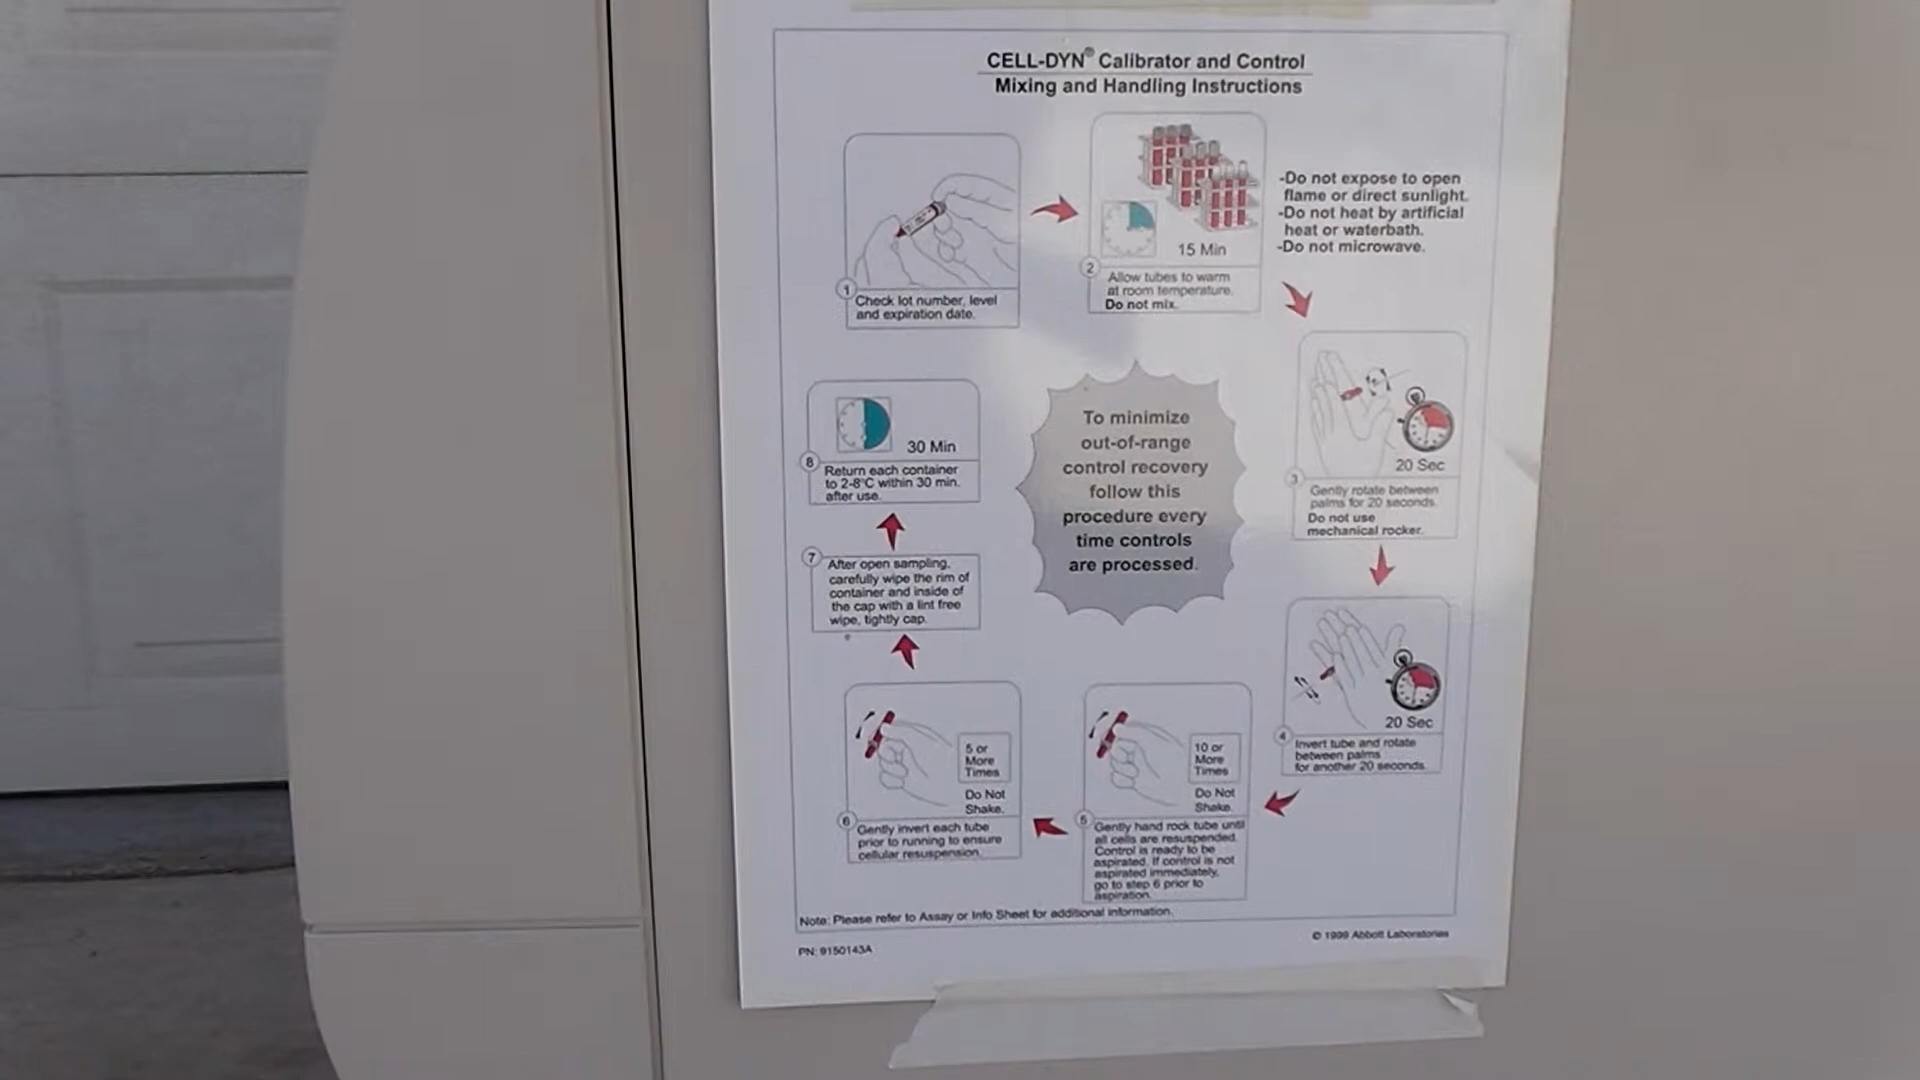 CELL-DYN® Calibrator and Control
Mixing and Handling Instructions
1
Check lot number, level
and expiration date.
15 Min
2
Allow tubes to warm
at room temperature.
Do not mix.
-Do not expose to open
flame or direct sunlight.
-Do not heat by artificial
heat or waterbath.
-Do not microwave.
20 Sec
3
Gently rotate between
palms for 20 seconds.
Do not use
mechanical rocker.
20 Sec
4
Invert tube and rotate
between palms
for another 20 seconds.
10 or
More
Times
Do Not
Shake.
5
Gently hand rock tube until
all cells are resuspended.
Control is ready to be
aspirated. If control is not
aspirated immediately,
go to step 6 prior to
aspiration.
5 or
More
Times
Do Not
Shake.
6
Gently invert each tube
prior to running to ensure
cellular resuspension.
7
After open sampling,
carefully wipe the rim of
container and inside of
the cap with a lint free
wipe, tightly cap.
30 Min
8
Return each container
to 2-8°C within 30 min.
after use.
To minimize
out-of-range
control recovery
follow this
procedure every
time controls
are processed.
Note: Please refer to Assay or Info Sheet for additional information.
PN: 9150143A
© 1999 Abbott Laboratories